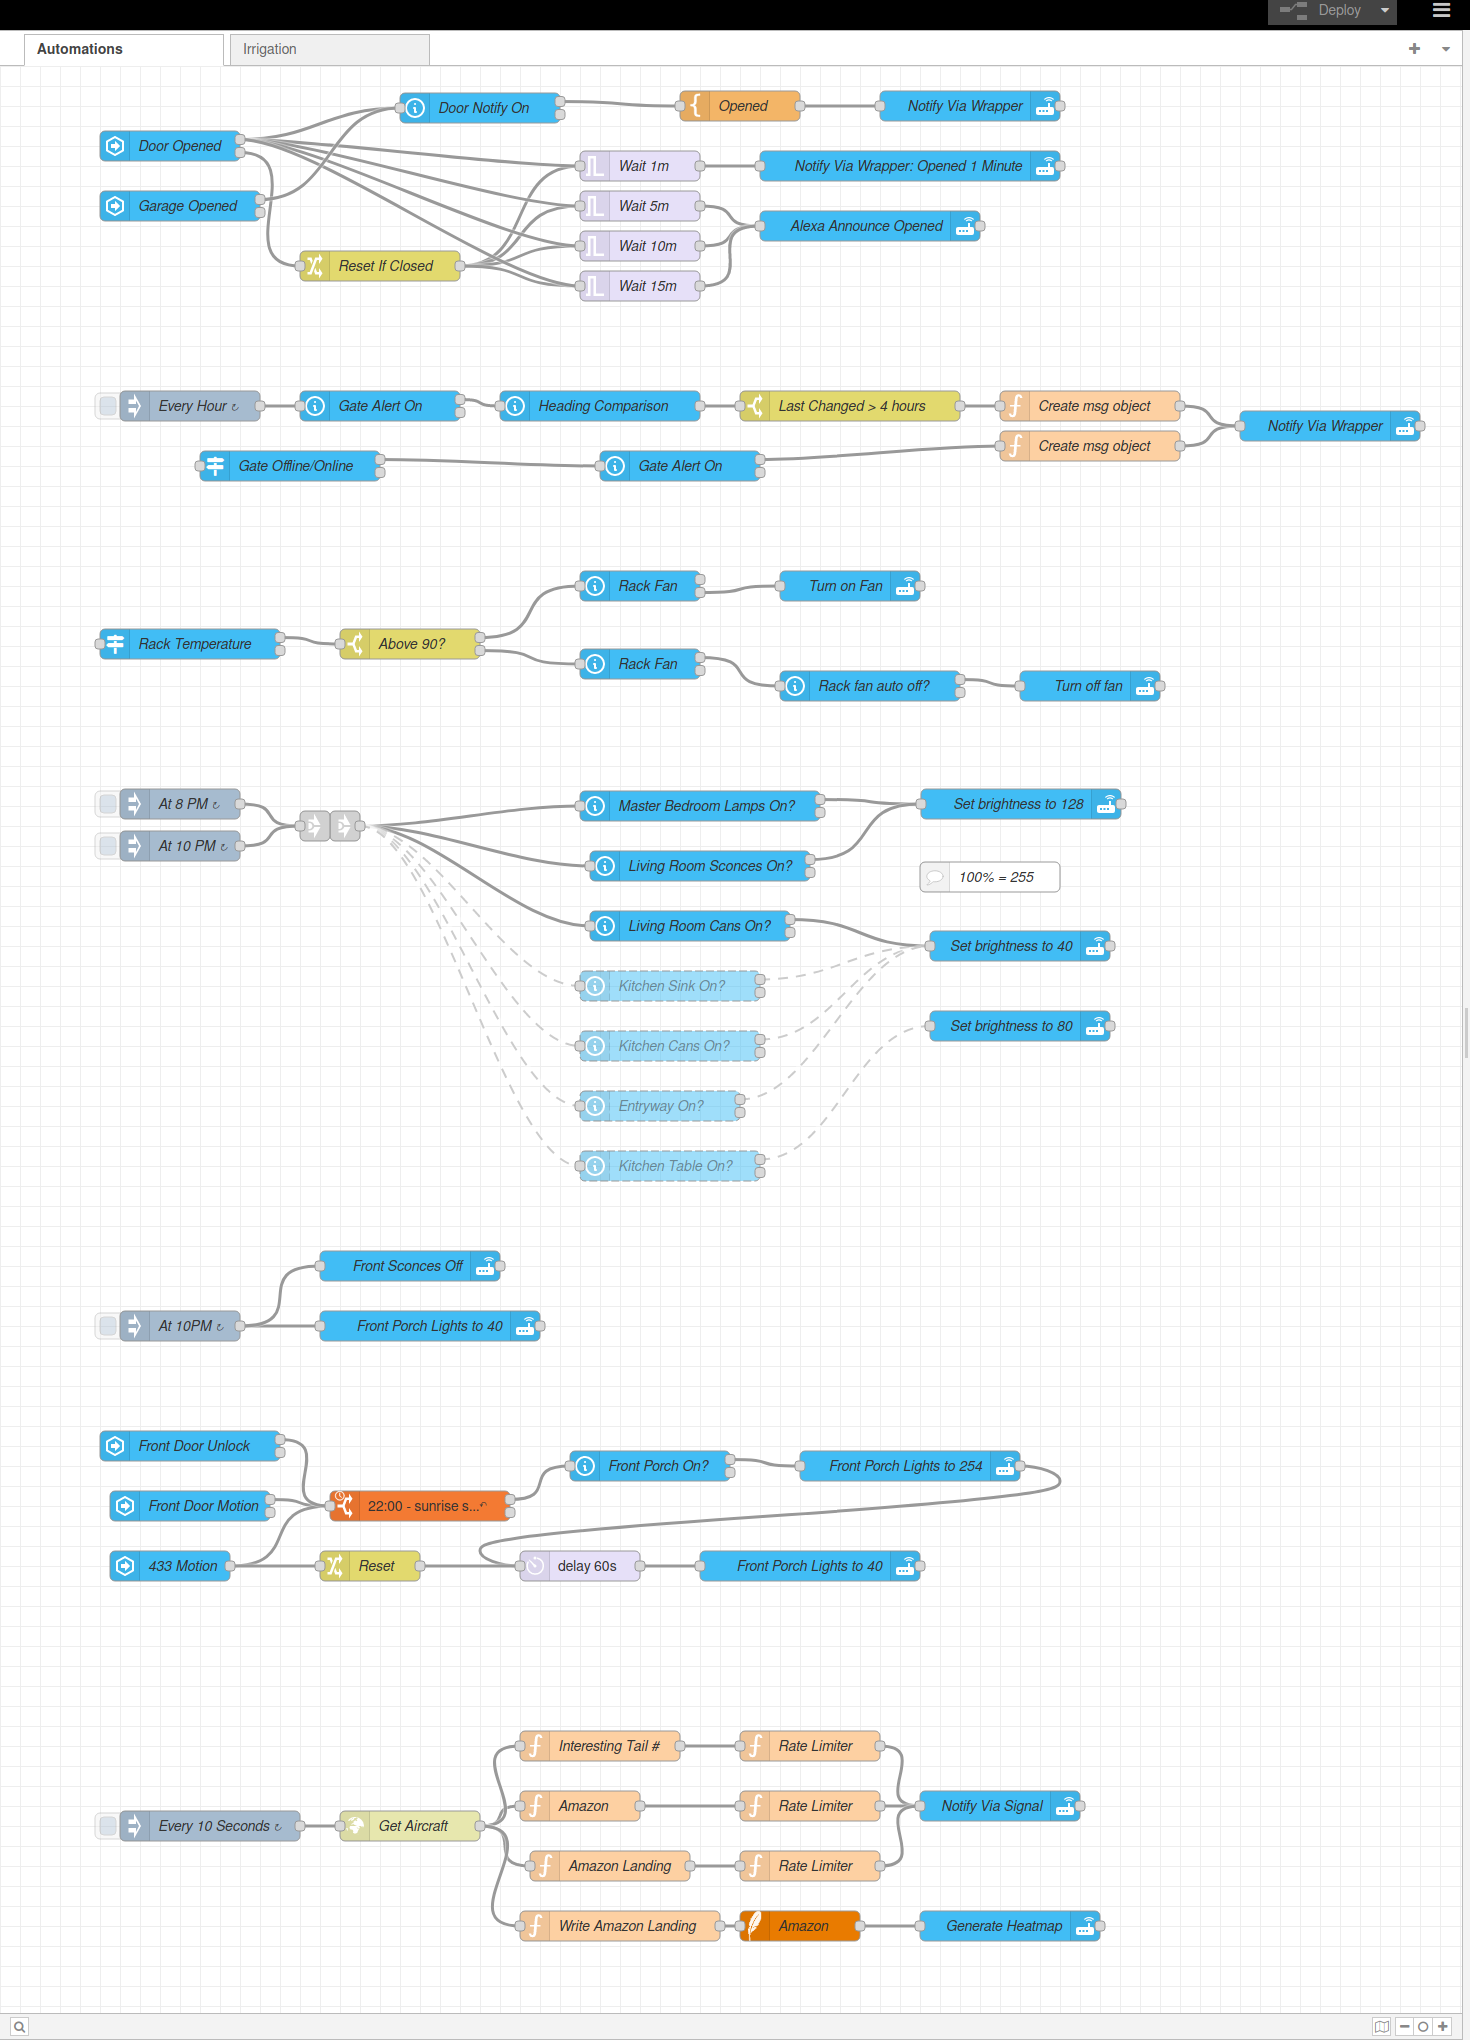 Deploy
Automations
Irrigation
Door Notify On
Opened
Notify Via Wrapper
Door Opened
Wait 1m
Notify Via Wrapper: Opened 1 Minute
Garage Opened
Wait 5m
Alexa Announce Opened
Wait 10m
Reset If Closed
Wait 15m
Every Hour ↻
Gate Alert On
Heading Comparison
Last Changed > 4 hours
Create msg object
Notify Via Wrapper
Create msg object
Gate Offline/Online
Gate Alert On
Rack Fan
Turn on Fan
Rack Temperature
Above 90?
Rack Fan
Rack fan auto off?
Turn off fan
At 8 PM ↻
Master Bedroom Lamps On?
Set brightness to 128
At 10 PM ↻
Living Room Sconces On?
100% = 255
Living Room Cans On?
Set brightness to 40
Kitchen Sink On?
Set brightness to 80
Kitchen Cans On?
Entryway On?
Kitchen Table On?
Front Sconces Off
At 10PM ↻
Front Porch Lights to 40
Front Door Unlock
Front Porch On?
Front Porch Lights to 254
Front Door Motion
22:00 - sunrise s...↶
433 Motion
Reset
delay 60s
Front Porch Lights to 40
Interesting Tail #
Rate Limiter
Amazon
Rate Limiter
Notify Via Signal
Every 10 Seconds ↻
Get Aircraft
Amazon Landing
Rate Limiter
Write Amazon Landing
Amazon
Generate Heatmap